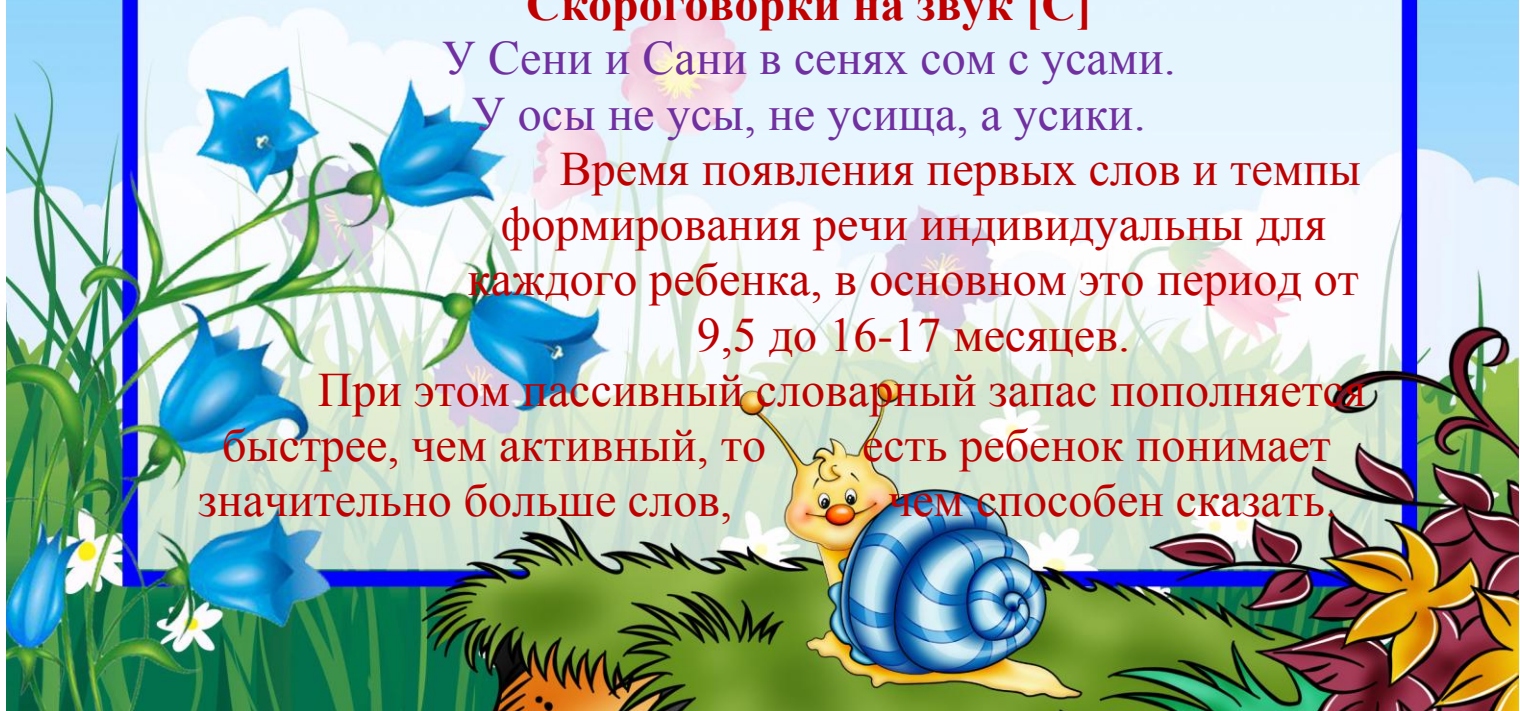 Скороговорки на звук [С]
У Сени и Сани в сенях сом с усами.
У осы не усы, не усища, а усики.
Время появления первых слов и темпы
формирования речи индивидуальны для
каждого ребенка, в основном это период от
9,5 до 16-17 месяцев.
При этом пассивный словарный запас пополняется
быстрее, чем активный, то есть ребенок понимает
значительно больше слов, чем способен сказать.